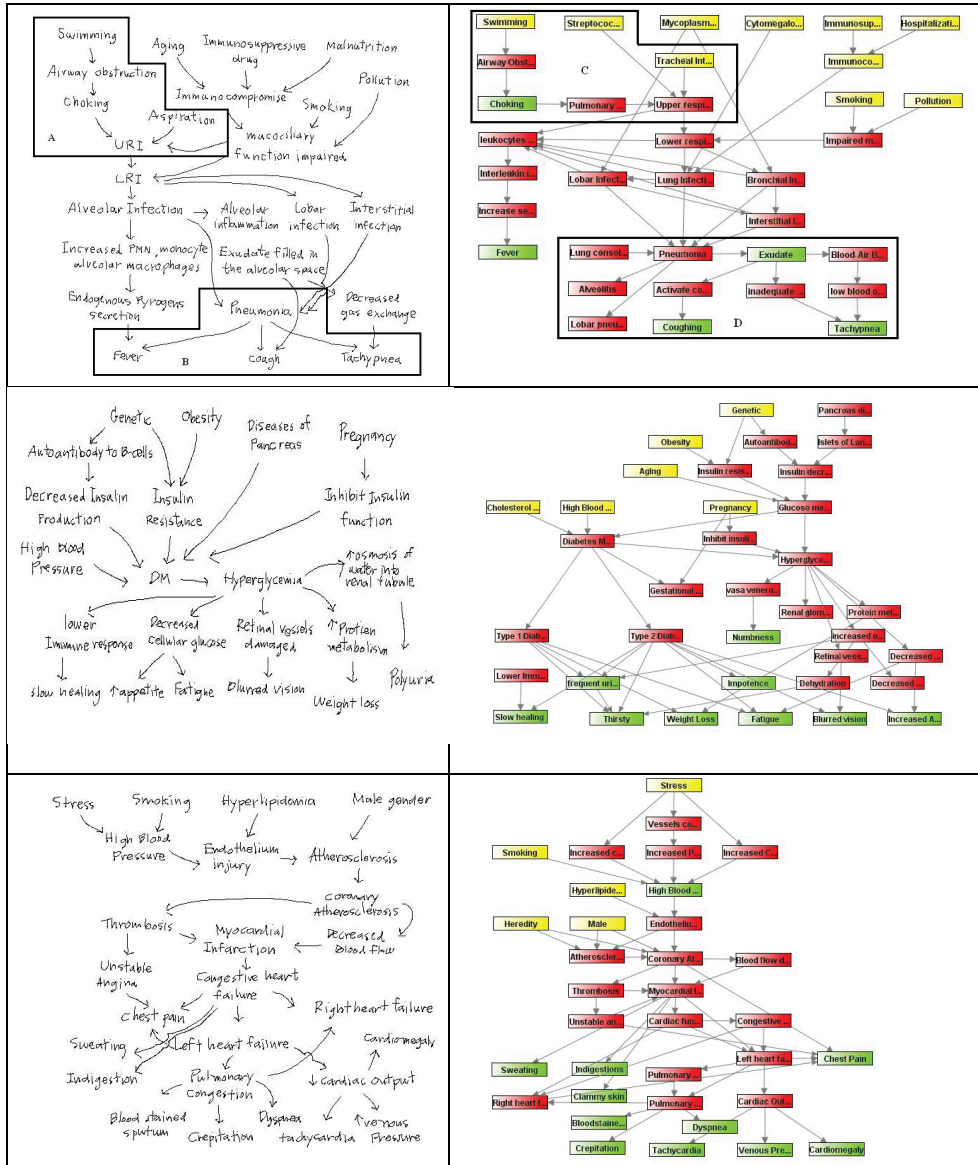 Swimming
Airway obstruction
Choking
Aspiration
A
URI
Aging
Immunosuppressive
drug
Malnutrition
Pollution
Immunocompromise
Smoking
mucociliary
function impaired
LRI
Alveolar Infection
Alveolar
inflammation
Lobar
infection
Interstitial
infection
Increased PMN, monocyte
alveolar macrophages
Exudate filled in
the alveolar space
Endogenous Pyrogens
secretion
Pneumonia
Decreased
gas exchange
Fever
B
Cough
Tachypnea
Swimming
Streptococ...
Mycoplasm...
Cytomegalo...
Immunosup...
Hospitalizati...
Airway Obst...
C
Tracheal Int...
Immunoco...
Choking
Pulmonary ...
Upper respi...
Smoking
Pollution
leukocytes ...
Lower respi...
Impaired m...
Interlenkin i...
Lobar Infect...
Lung Infecti...
Bronchial In...
Increase se...
Interstitial I...
Fever
Lung consol...
Pneumonia
Exudate
Blood-Air B...
Alveolitis
Activate co...
inadequate ...
low blood o...
Lobar pneu...
Coughing
D
Tachypnea
Genetic
Obesity
Diseases of
Pancreas
Pregnancy
Autoantibody to B-cells
Decreased Insulin
Production
Insulin
Resistance
Inhibit Insulin
function
High blood
Pressure
DM
Hyperglycemia
↑osmosis of
water into
renal tubule
lower
Immune response
Decreased
cellular glucose
Retinal vessels
damaged
↑ Protien
metabolism
Polyuria
slow healing
↑appetite
Fatigue
Blurred vision
Weight loss
Genetic
Pancreas di...
Obesity
Autoantibod...
Islets of Lan...
Aging
Insulin resis...
Insulin decr...
Cholesterol ...
High Blood ...
Pregnancy
Glucose me...
Diabetes M...
Inhibit insuli...
Hyperglyce...
Gestational ...
vasa veneru...
Renal glom...
Protein met...
Type 1 Diab...
Type 2 Diab...
Numbness
Increased o...
Retinal vess...
Decreased ...
Lower Imm...
frequent uri...
Impotence
Dehydration
Decreased ...
Slow healing
Thirsty
Weight Loss
Fatigue
Blurred vision
Increased A...
Stress
Smoking
Hyperlipidemia
Male gender
High Blood
Pressure
Endothelium
injury
Atherosclerosis
Coronary
Atherosclerosis
Thrombosis
Myocardial
Infarction
Decreased
Blood flow
Unstable
Angina
Congestive heart
failure
Chest pain
Right heart failure
Sweating
Left heart failure
Cardiomegaly
Indigestion
Pulmonary
Congestion
↓Cardiac Output
Blood stained
sputum
Crepitation
Dyspnea
tachycardia
↑venous
Pressure
Stress
Vessels co...
Smoking
Increased c...
Increased P...
Increased C...
Hyperlipide...
High Blood ...
Heredity
Male
Endotheliu...
Atheroscler...
Coronary At...
Blood flow d...
Thrombosis
Myocardial I...
Unstable an...
Cardiac fun...
Congestive ...
Sweating
Indigestions
Left heart fa...
Chest Pain
Pulmonary ...
Right heart f...
Clammy skin
Pulmonary ...
Cardiac Out...
Bloodstaine...
Dyspnea
Crepitation
Tachycardia
Venous Pre...
Cardiomegaly